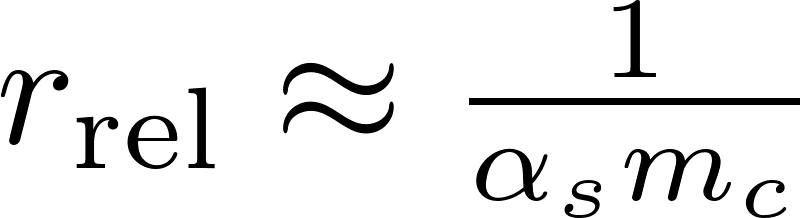 r_rel ≈ 1/(α_s m_c)